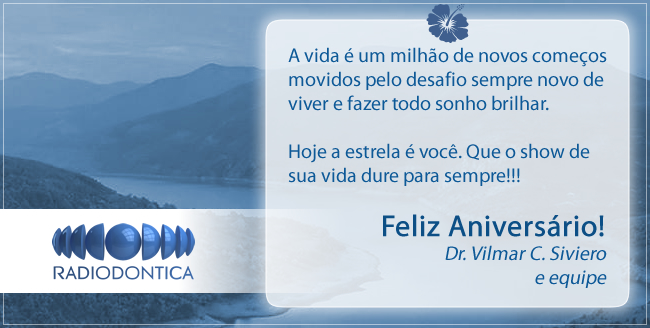 A vida é um milhão de novos começos
movidos pelo desafio sempre novo de
viver e fazer todo sonho brilhar.
Hoje a estrela é você. Que o show de
sua vida dure para sempre!!!
Feliz Aniversário!
Dr. Vilmar C. Siviero
e equipe
RADIODONTICA